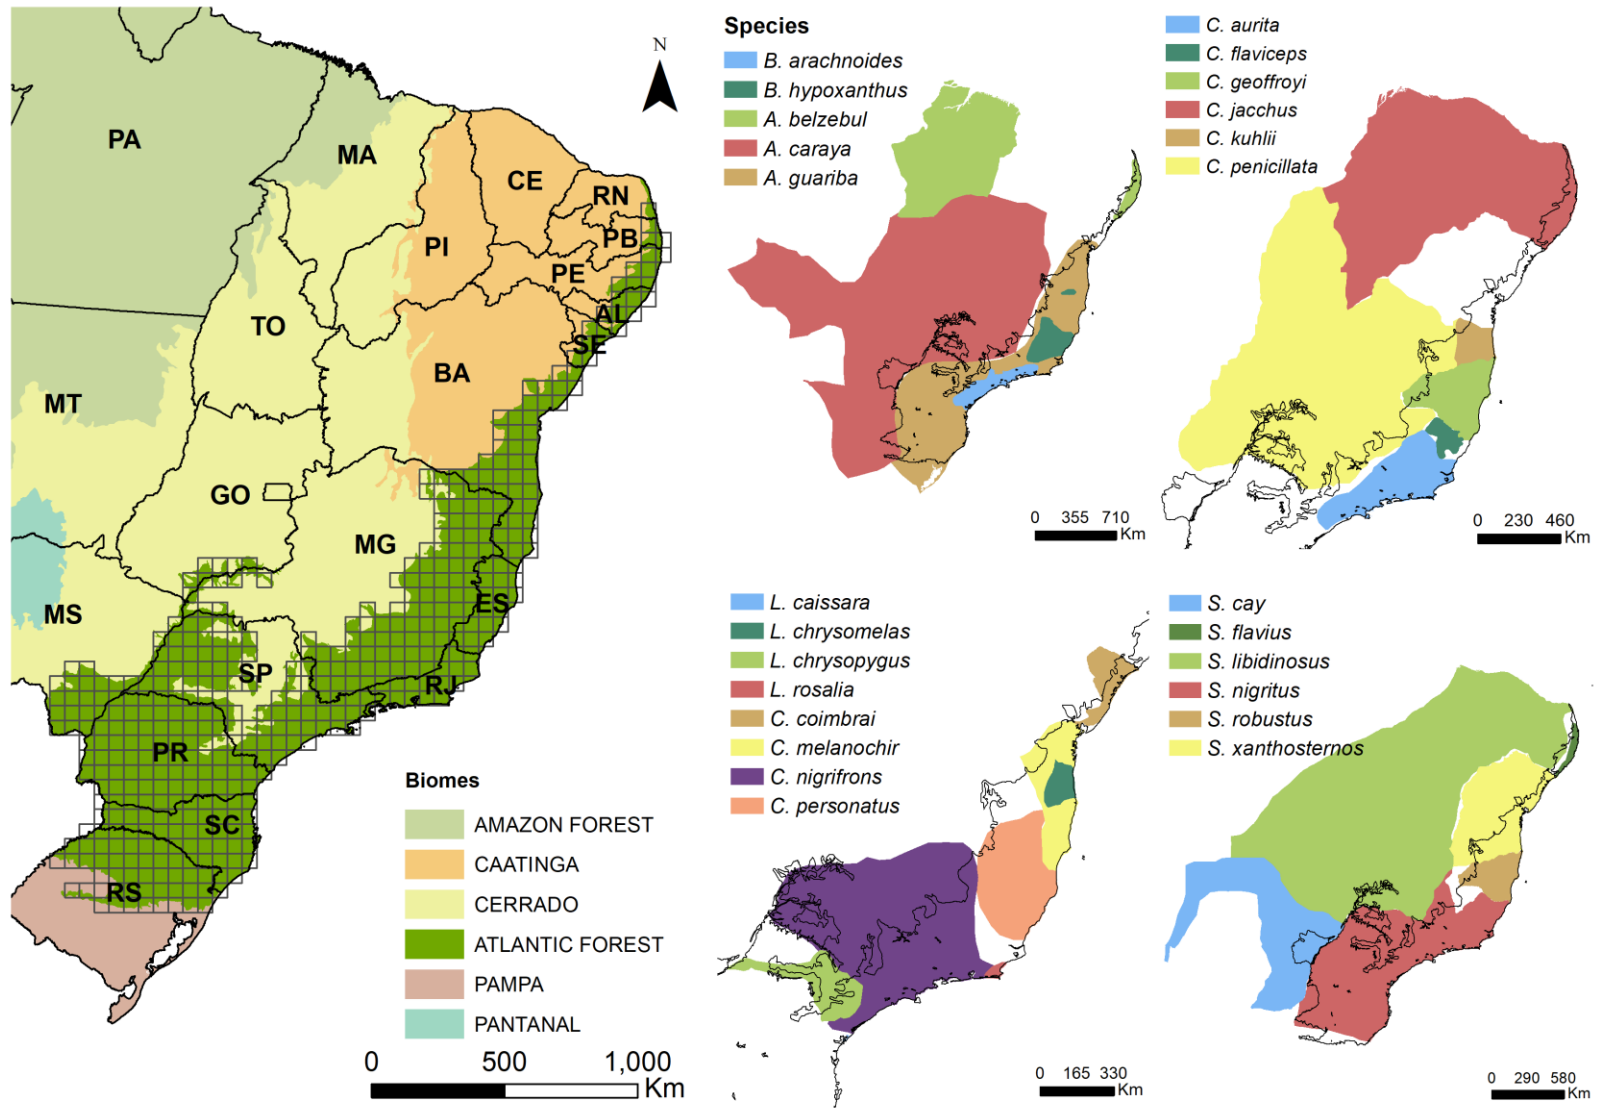 PA
MA
CE
RN
PB
PI
PE
AL
SE
TO
BA
MT
GO
MG
MS
ES
SP
RJ
PR
SC
RS
N
Biomes
AMAZON FOREST
CAATINGA
CERRADO
ATLANTIC FOREST
PAMPA
PANTANAL
0 500 1,000
Km
Species
B. arachnoides
B. hypoxanthus
A. belzebul
A. caraya
A. guariba
0 355 710
Km
C. aurita
C. flaviceps
C. geoffroyi
C. jacchus
C. kuhlii
C. penicillata
0 230 460
Km
L. caissara
L. chrysomelas
L. chrysopygus
L. rosalia
C. coimbrai
C. melanochir
C. nigrifrons
C. personatus
0 165 330
Km
S. cay
S. flavius
S. libidinosus
S. nigritus
S. robustus
S. xanthosternos
0 290 580
Km